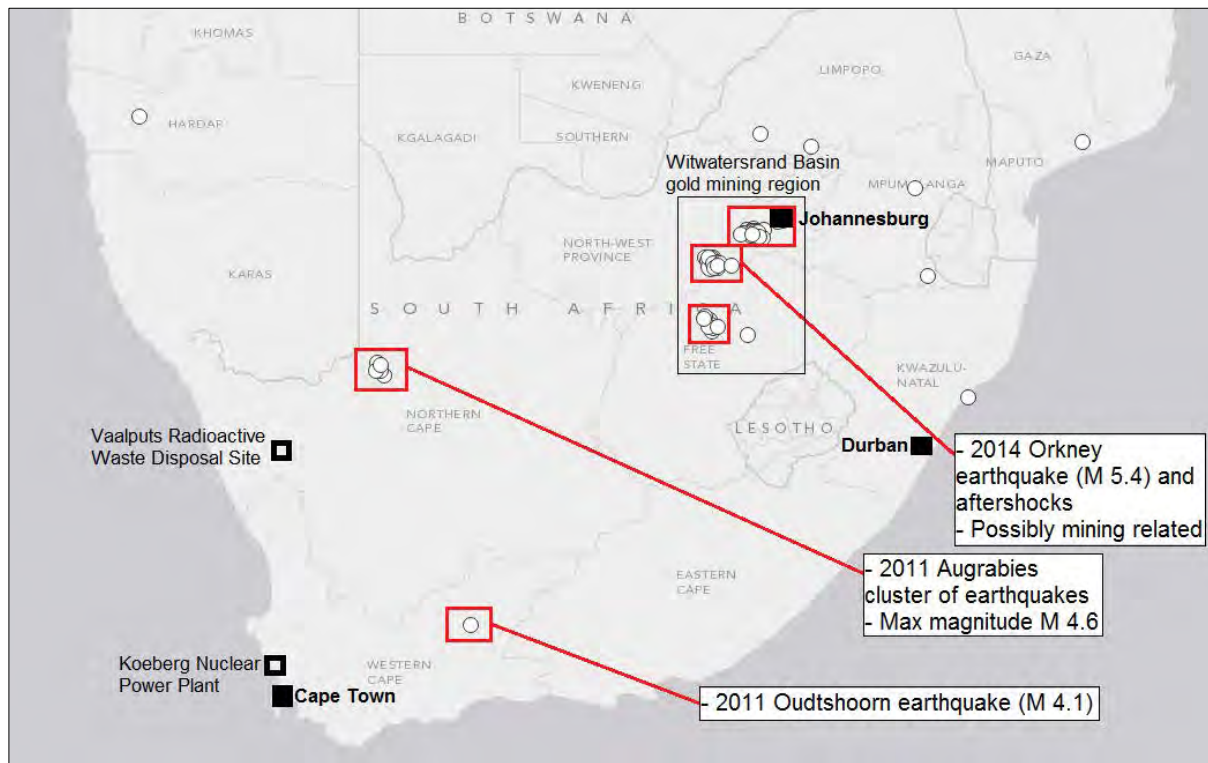 BOTSWANA
KHOMAS
GAZA
LIMPOPO
KWENENG
HARDAP
KGALAGADI
SOUTHERN
MAPUTO
Witwatersrand Basin
gold mining region
Johannesburg
NORTH-WEST
PROVINCE
KARAS
SOUTH AFRICA
FREE
STATE
KWAZULU-
NATAL
NORTHERN
CAPE
LESOTHO
Vaalputs Radioactive
Waste Disposal Site
Durban
- 2014 Orkney
earthquake (M 5.4) and
aftershocks
- Possibly mining related
- 2011 Augrabies
cluster of earthquakes
- Max magnitude M 4.6
EASTERN
CAPE
Koeberg Nuclear
Power Plant
WESTERN
CAPE
Cape Town
- 2011 Oudtshoorn earthquake (M 4.1)